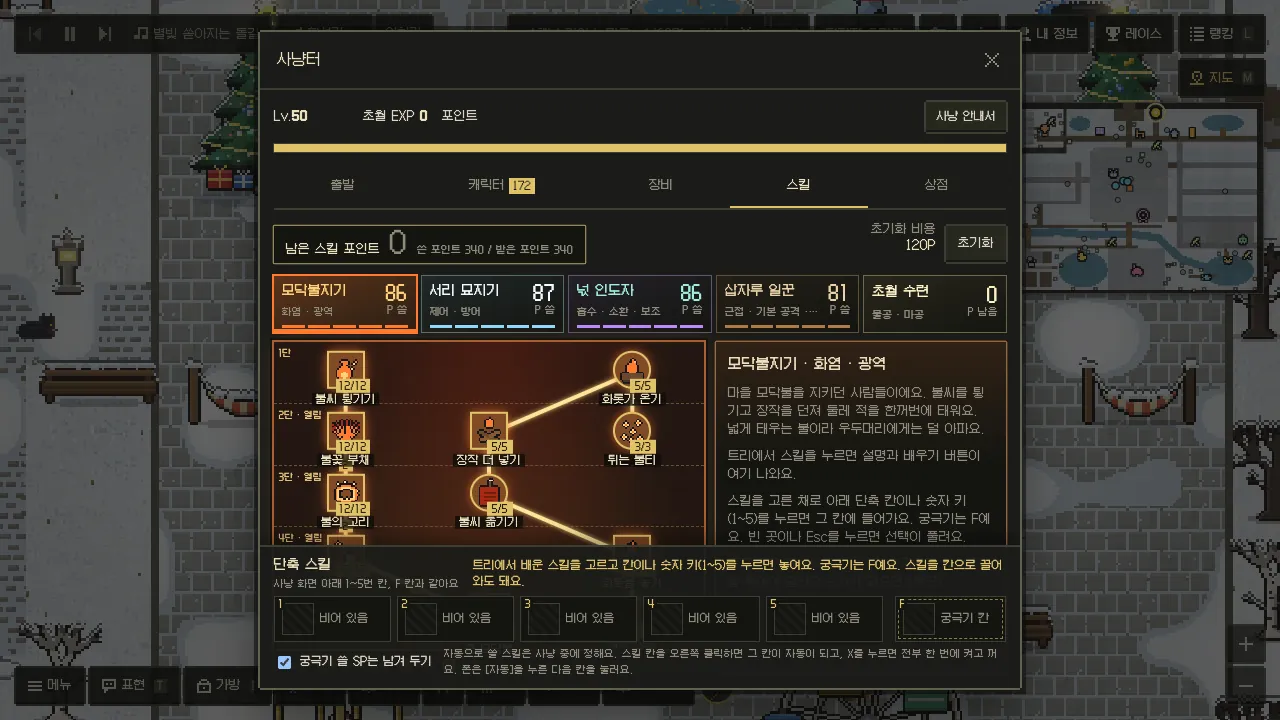 별빛 쏟아지는
내 정보
레이스
랭킹 L
지도 M
사냥터
Lv.50 초월 EXP 0 포인트
사냥 안내서
출발
캐릭터 172
장비
스킬
상점
남은 스킬 포인트 0 쓴 포인트 340 / 받은 포인트 340
초기화 비용
120P
초기화
모닥불지기 86
화염 · 광역 P 씀
서리 묘지기 87
제어 · 방어 P 씀
넋 인도자 86
흡수 · 소환 · 보조 P 씀
십자루 일꾼 81
근접 · 기본 공격 ... P 씀
초월 수련 0
물공 · 마공 P 남음
1단
12/12
불씨 튕기기
5/5
화톳가 온기
2단 · 열림
12/12
불꽃 부채
5/5
장작 더 넣기
3/3
튀는 불티
3단 · 열림
12/12
불의 고리
5/5
불씨 옮기기
4단 · 열림
모닥불지기 · 화염 · 광역
마을 모닥불을 지키던 사람들이에요. 불씨를 튕
기고 장작을 던져 둘레 적을 한꺼번에 태워요.
넓게 태우는 불이라 우두머리에게는 덜 아파요.
트리에서 스킬을 누르면 설명과 배우기 버튼이
여기 나와요.
스킬을 고른 채로 아래 단축 칸이나 숫자 키
(1~5)를 누르면 그 칸에 들어가요. 궁극기는 F예
요. 빈 곳이나 Esc를 누르면 선택이 풀려요.
단축 스킬
사냥 화면 아래 1~5번 칸, F 칸과 같아요
트리에서 배운 스킬을 고르고 칸이나 숫자 키(1~5)를 누르면 놓여요. 궁극기는 F예요. 스킬을 칸으로 끌어
와도 돼요.
1 비어 있음
2 비어 있음
3 비어 있음
4 비어 있음
5 비어 있음
F 궁극기 칸
궁극기 쓸 SP는 남겨 두기
자동으로 쓸 스킬은 사냥 중에 정해요. 스킬 칸을 오른쪽 클릭하면 그 칸이 자동이 되고, X를 누르면 전부 한 번에 켜고 꺼
요. 폰은 [자동]을 누른 다음 칸을 눌러요.
메뉴
표현 T
가방